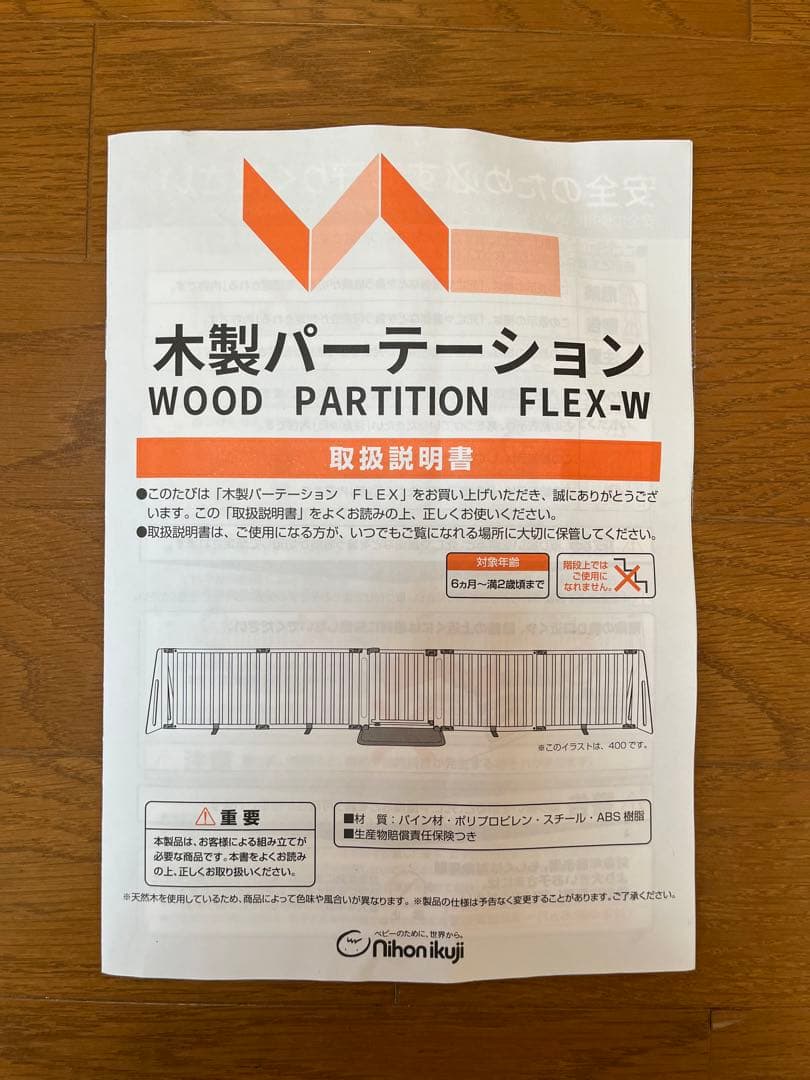 木製パーテーション
WOOD PARTITION FLEX-W
取扱説明書
●このたびは「木製パーテーション FLEX」をお買い上げいただき、誠にありがとうござ
います。この「取扱説明書」をよくお読みの上、正しくお使いください。
●取扱説明書は、ご使用になる方が、いつでもご覧になれる場所に大切に保管してください。
対象年齢
6ヵ月〜満2歳頃まで
階段上では
ご使用に
なれません。
※このイラストは、400です。
重要
本製品は、お客様による組み立てが
必要な商品です。本書をよくお読み
の上、正しくお取り扱いください。
■材 質：パイン材・ポリプロピレン・スチール・ABS樹脂
■生産物賠償責任保険つき
※天然木を使用しているため、商品によって色味や風合いが異なります。※製品の仕様は予告なく変更することがあります。ご了承ください。
ベビーのために、世界から。
nihon ikuji